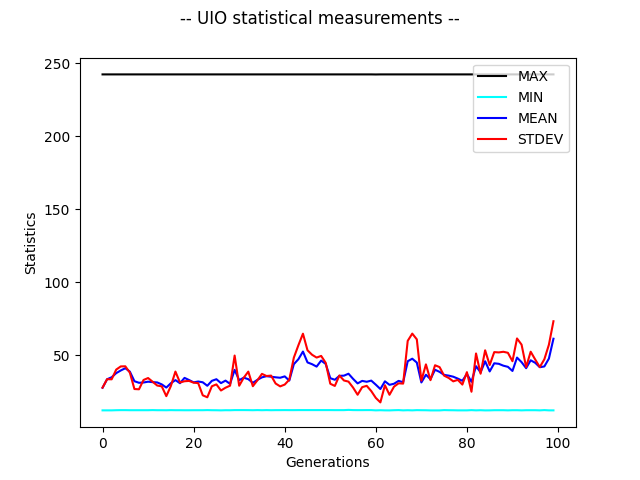 -- UIO statistical measurements --
250
200
150
100
50
Statistics
MAX
MIN
MEAN
STDEV
0
20
40
60
80
100
Generations